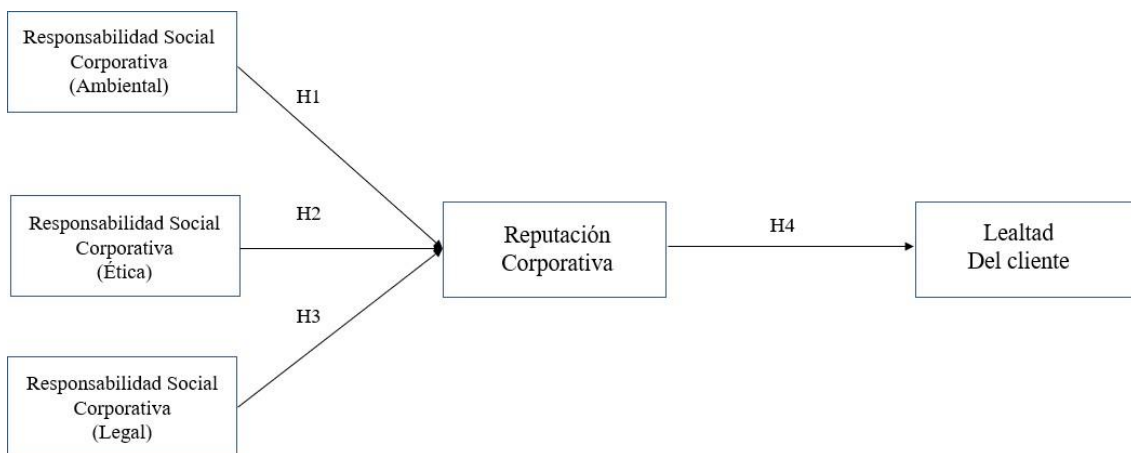 Responsabilidad Social
Corporativa
(Ambiental)
H1
Responsabilidad Social
Corporativa
(Ética)
H2
Reputación
Corporativa
H4
Lealtad
Del cliente
H3
Responsabilidad Social
Corporativa
(Legal)